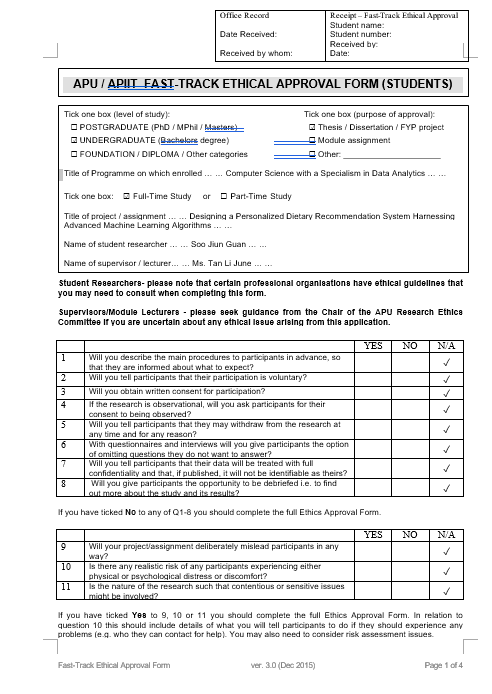 Office Record
Receipt – Fast-Track Ethical Approval
Student name:
Date Received:
Student number:
Received by:
Received by whom:
Date:
APU / APIIT FAST-TRACK ETHICAL APPROVAL FORM (STUDENTS)
Tick one box (level of study):
Tick one box (purpose of approval):
☐ POSTGRADUATE (PhD / MPhil / Masters)
☑ Thesis / Dissertation / FYP project
☑ UNDERGRADUATE (Bachelors degree)
☐ Module assignment
☐ FOUNDATION / DIPLOMA / Other categories
☐ Other: ____________________
Title of Programme on which enrolled … … Computer Science with a Specialism in Data Analytics … …
Tick one box: ☑ Full-Time Study or ☐ Part-Time Study
Title of project / assignment … … Designing a Personalized Dietary Recommendation System Harnessing
Advanced Machine Learning Algorithms … …
Name of student researcher … … Soo Jiun Guan … …
Name of supervisor / lecturer… … Ms. Tan Li June … …
Student Researchers- please note that certain professional organisations have ethical guidelines that
you may need to consult when completing this form.
Supervisors/Module Lecturers - please seek guidance from the Chair of the APU Research Ethics
Committee if you are uncertain about any ethical issue arising from this application.
YES NO N/A
1 Will you describe the main procedures to participants in advance, so
that they are informed about what to expect? ✓
2 Will you tell participants that their participation is voluntary? ✓
3 Will you obtain written consent for participation? ✓
4 If the research is observational, will you ask participants for their
consent to being observed? ✓
5 Will you tell participants that they may withdraw from the research at
any time and for any reason? ✓
6 With questionnaires and interviews will you give participants the option
of omitting questions they do not want to answer? ✓
7 Will you tell participants that their data will be treated with full
confidentiality and that, if published, it will not be identifiable as theirs? ✓
8 Will you give participants the opportunity to be debriefed i.e. to find
out more about the study and its results? ✓
If you have ticked No to any of Q1-8 you should complete the full Ethics Approval Form.
YES NO N/A
9 Will your project/assignment deliberately mislead participants in any
way? ✓
10 Is there any realistic risk of any participants experiencing either
physical or psychological distress or discomfort? ✓
11 Is the nature of the research such that contentious or sensitive issues
might be involved? ✓
If you have ticked Yes to 9, 10 or 11 you should complete the full Ethics Approval Form. In relation to
question 10 this should include details of what you will tell participants to do if they should experience any
problems (e.g. who they can contact for help). You may also need to consider risk assessment issues.
Fast-Track Ethical Approval Form
ver. 3.0 (Dec 2015)
Page 1 of 4